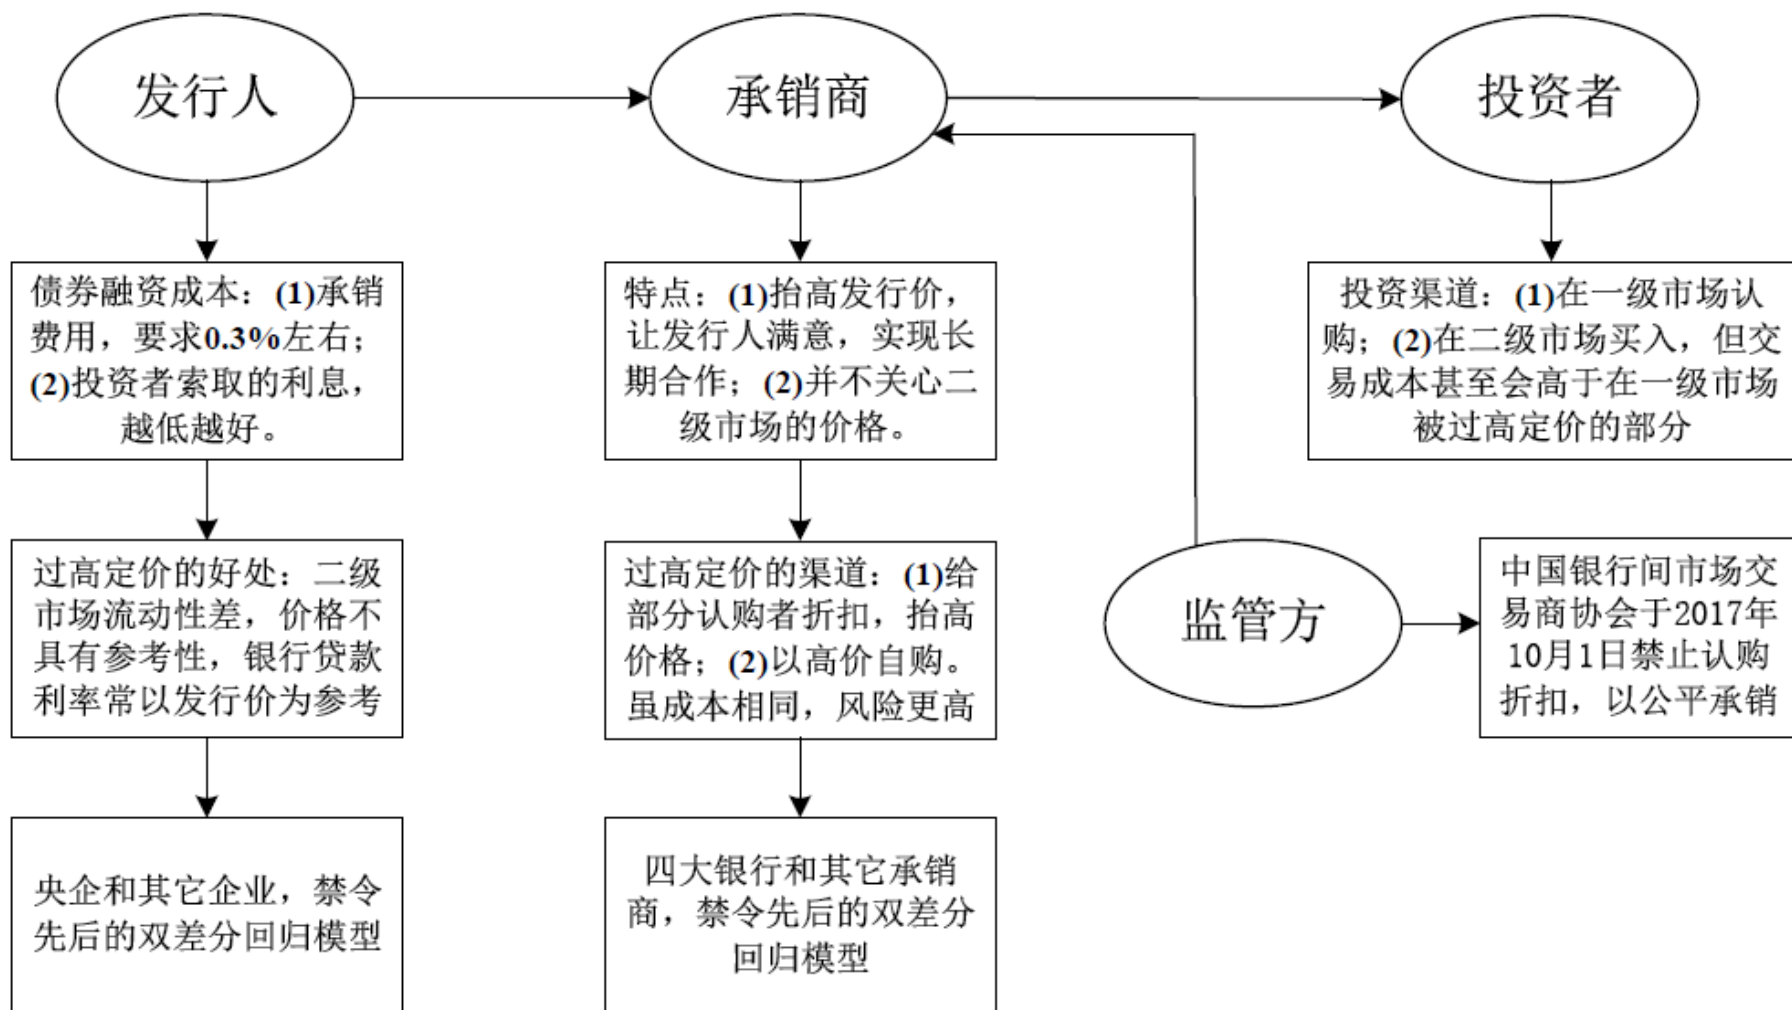 发行人
承销商
投资者
债券融资成本：(1)承销
费用，要求0.3%左右；
(2)投资者索取的利息，
越低越好。
特点：(1)抬高发行价，
让发行人满意，实现长
期合作；(2)并不关心二
级市场的价格。
投资渠道：(1)在一级市场认
购；(2)在二级市场买入，但交
易成本甚至会高于在一级市场
被过高定价的部分
过高定价的好处：二级
市场流动性差，价格不
具有参考性，银行贷款
利率常以发行价为参考
过高定价的渠道：(1)给
部分认购者折扣，抬高
价格；(2)以高价自购。
虽成本相同，风险更高
监管方
中国银行间市场交
易商协会于2017年
10月1日禁止认购
折扣，以公平承销
央企和其它企业，禁令
先后的双差分回归模型
四大银行和其它承销
商，禁令先后的双差分
回归模型